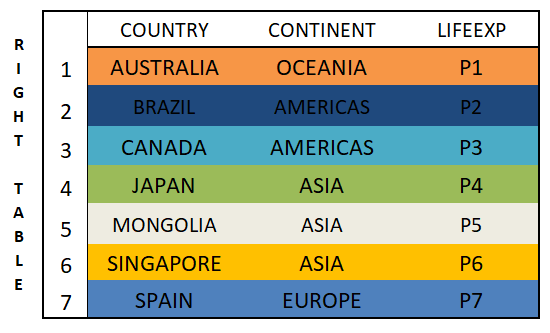 RIGHT TABLE
COUNTRY CONTINENT LIFEEXP
1 AUSTRALIA OCEANIA P1
2 BRAZIL AMERICAS P2
3 CANADA AMERICAS P3
4 JAPAN ASIA P4
5 MONGOLIA ASIA P5
6 SINGAPORE ASIA P6
7 SPAIN EUROPE P7